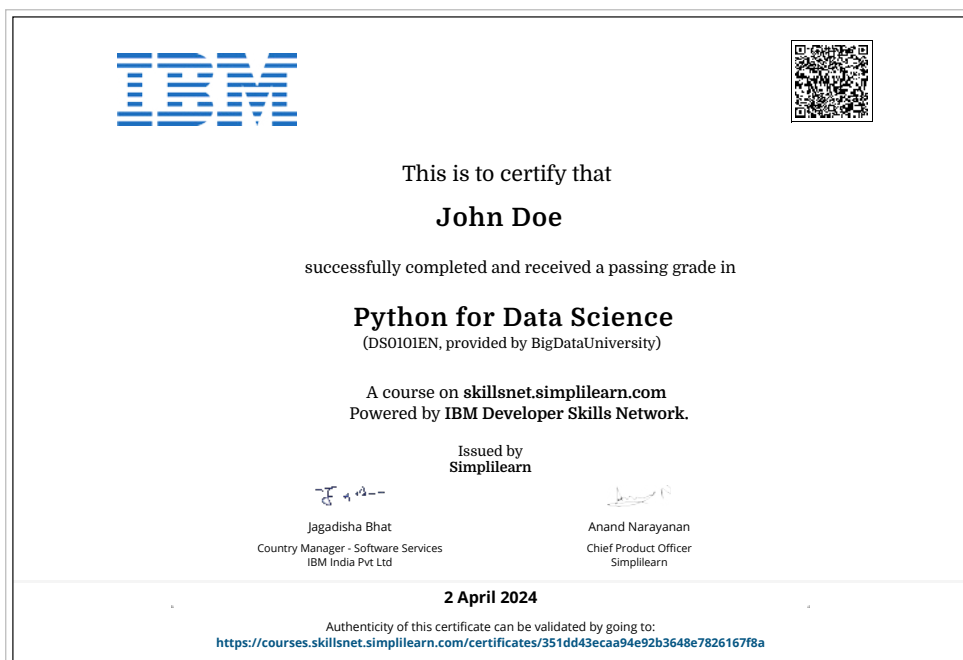 IBM
This is to certify that
John Doe
successfully completed and received a passing grade in
Python for Data Science
(DS0101EN, provided by BigDataUniversity)
A course on skillsnet.simplilearn.com
Powered by IBM Developer Skills Network.
Issued by
Simplilearn
Jagadisha Bhat
Country Manager - Software Services
IBM India Pvt Ltd
Anand Narayanan
Chief Product Officer
Simplilearn
2 April 2024
Authenticity of this certificate can be validated by going to:
https://courses.skillsnet.simplilearn.com/certificates/351dd43ecaa94e92b3648e7826167f8a